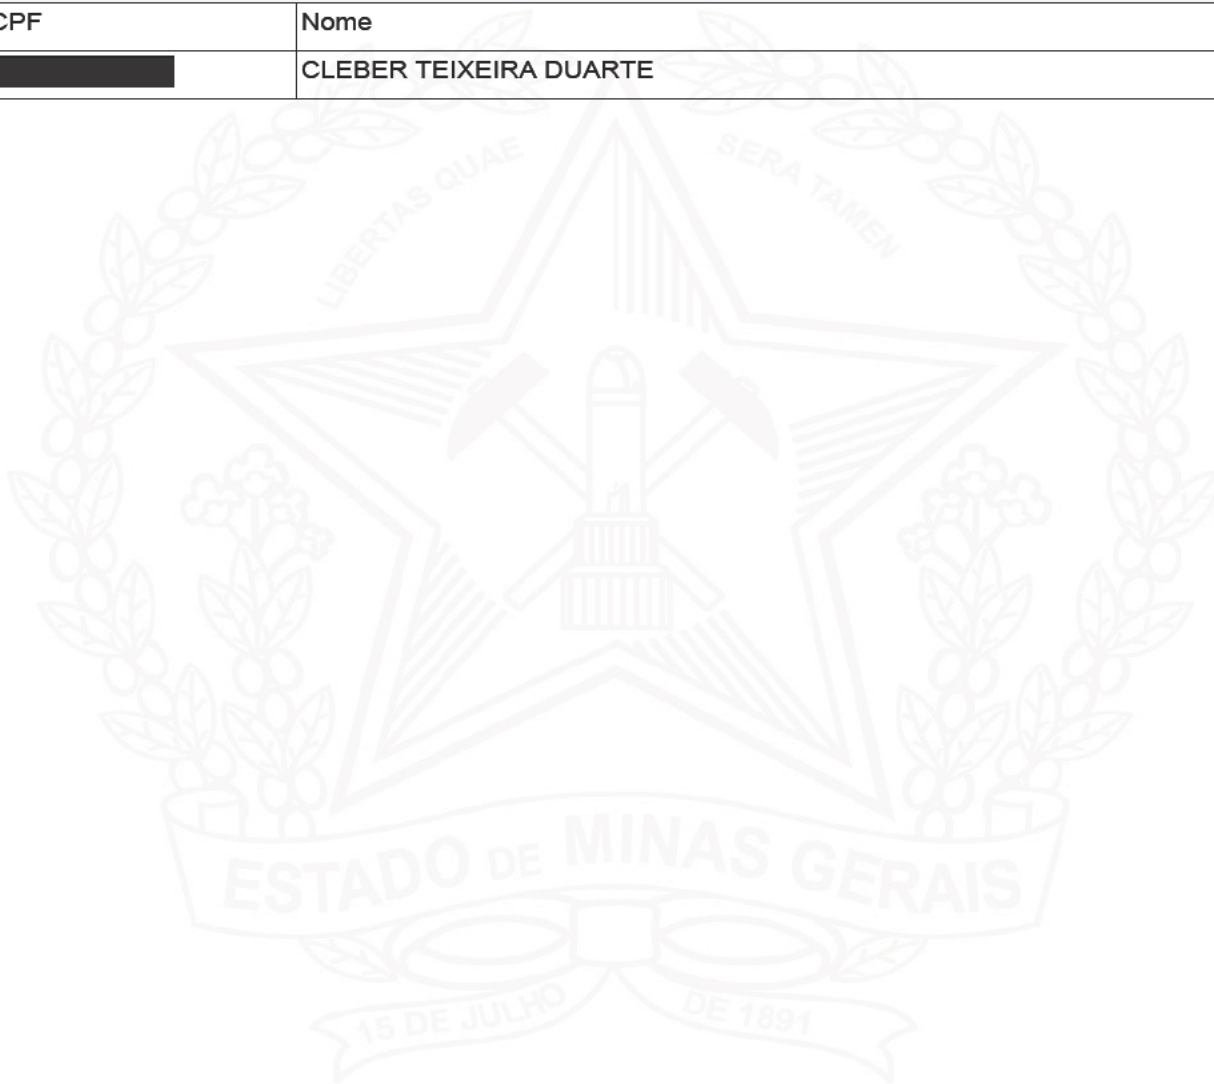 CPF Nome
CLEBER TEIXEIRA DUARTE
LIBERTAS QUAE SERA TAMEN
ESTADO DE MINAS GERAIS
15 DE JULHO DE 1891